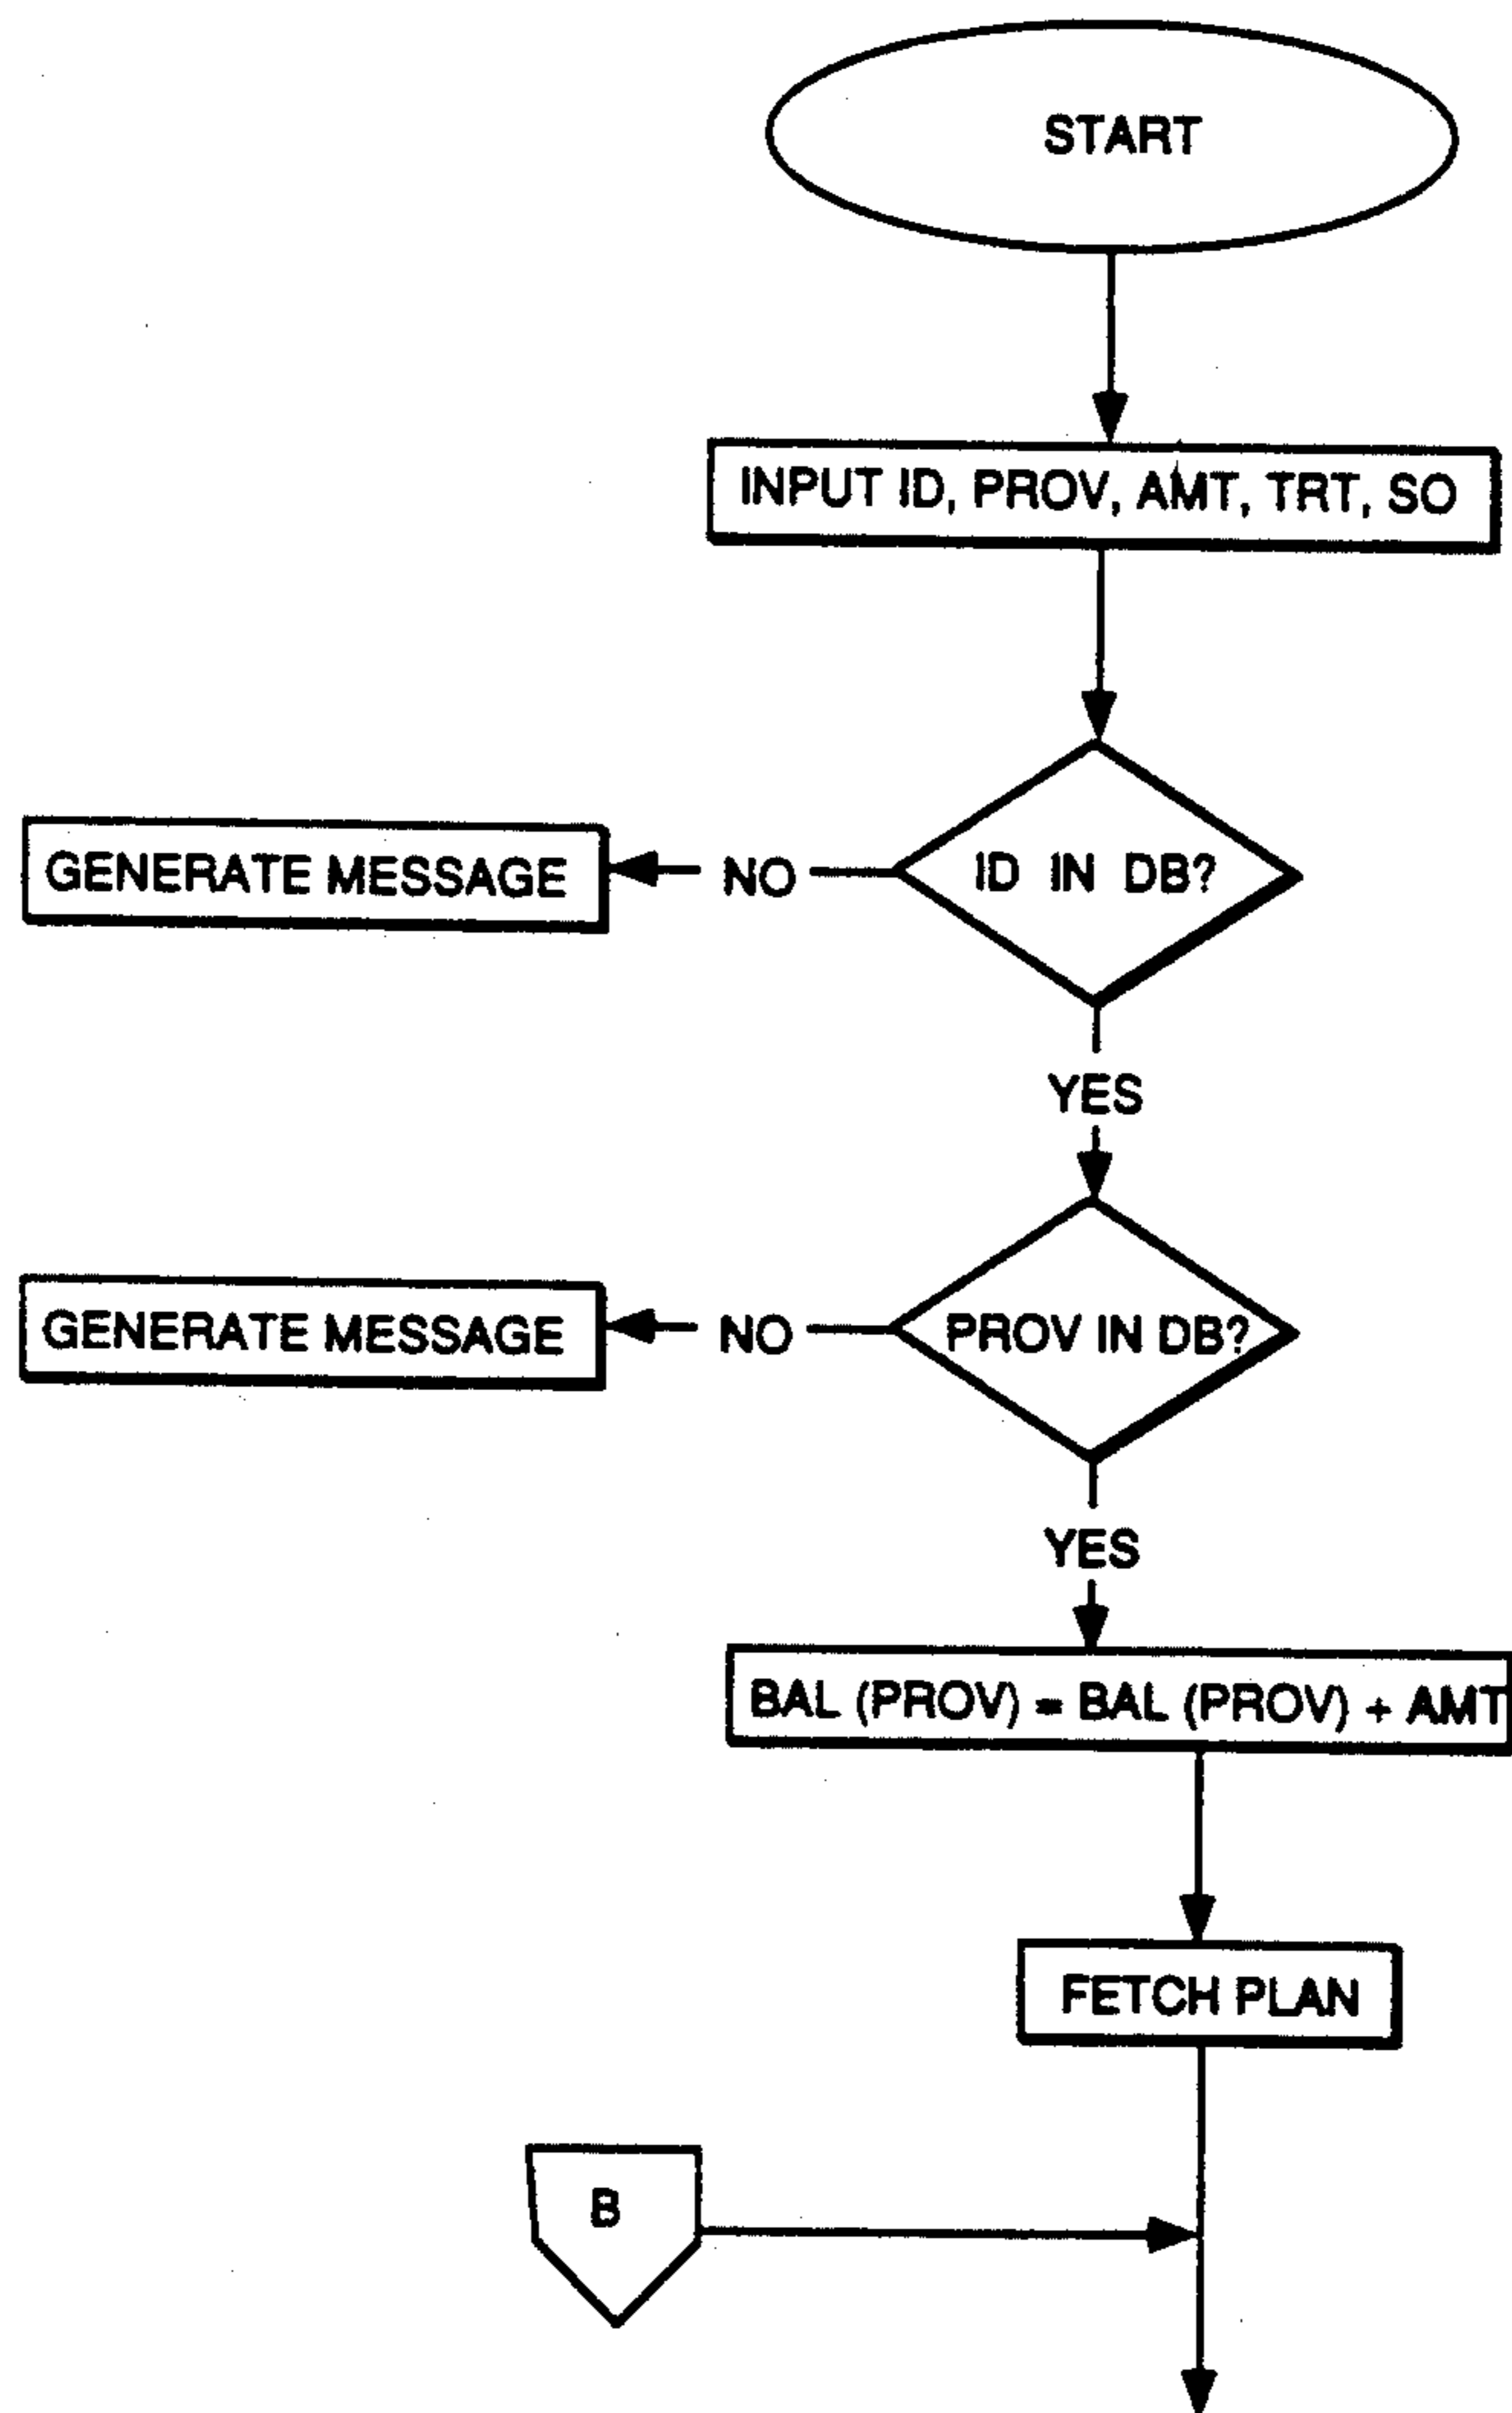 START
INPUT ID, PROV, AMT, TRT, SO
ID IN DB?
NO
GENERATE MESSAGE
YES
PROV IN DB?
NO
GENERATE MESSAGE
YES
BAL (PROV) = BAL (PROV) + AMT
FETCH PLAN
B